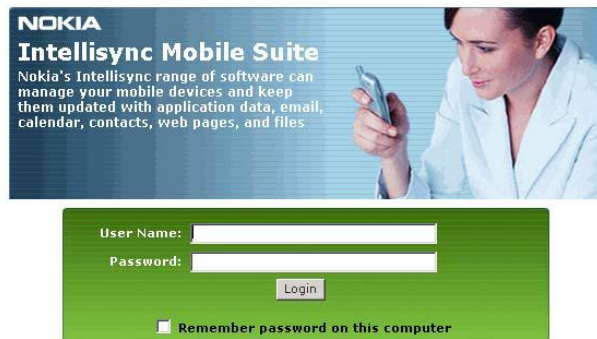 NOKIA
Intellisync Mobile Suite
Nokia's Intellisync range of software can
manage your mobile devices and keep
them updated with application data, email,
calendar, contacts, web pages, and files
User Name:
Password:
Login
Remember password on this computer